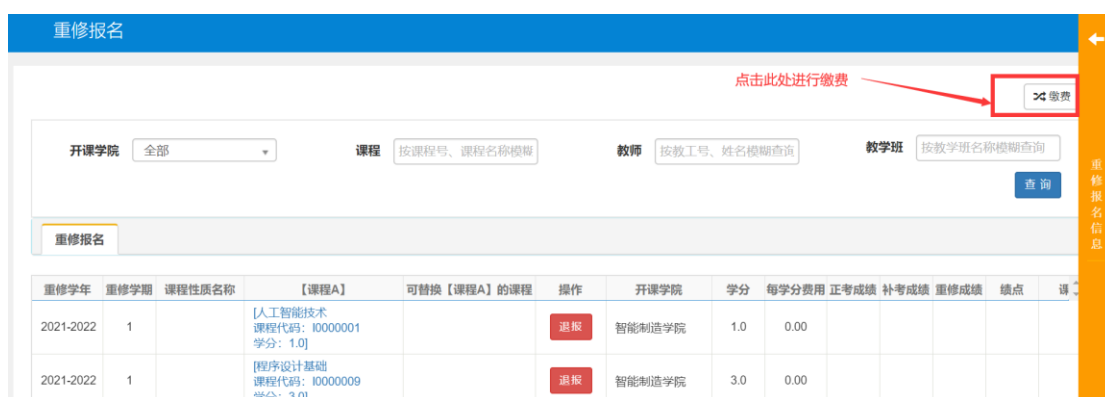 重修报名
点击此处进行缴费
缴费
开课学院 全部 课程 按课程号、课程名称模糊 教师 按教工号、姓名模糊查询 教学班 按教学班名称模糊查询
查 询
重修报名信息
重修报名
重修学年 重修学期 课程性质名称 【课程A】 可替换【课程A】的课程 操作 开课学院 学分 每学分费用 正考成绩 补考成绩 重修成绩 绩点
[人工智能技术
2021-2022 1 课程代码：I0000001 退报 智能制造学院 1.0 0.00
学分：1.0]
[程序设计基础
2021-2022 1 课程代码：I0000009 退报 智能制造学院 3.0 0.00
学分：3.0]